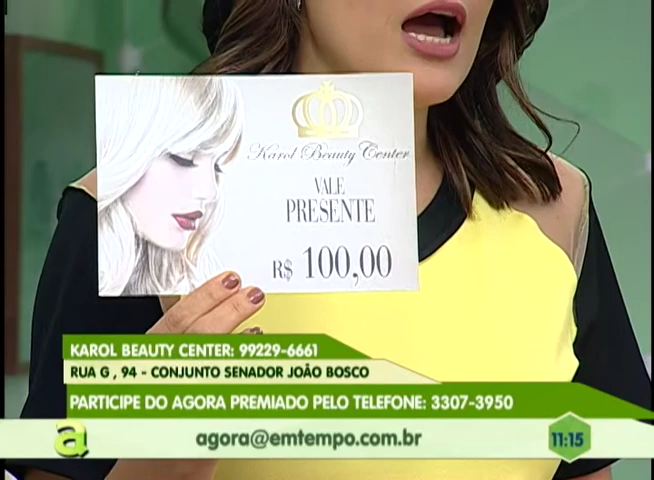 Karol Beauty Center
VALE
PRESENTE
R$ 100,00
KAROL BEAUTY CENTER: 99229-6661
RUA G , 94 - CONJUNTO SENADOR JOÃO BOSCO
PARTICIPE DO AGORA PREMIADO PELO TELEFONE: 3307-3950
a
agora@emtempo.com.br
11:15